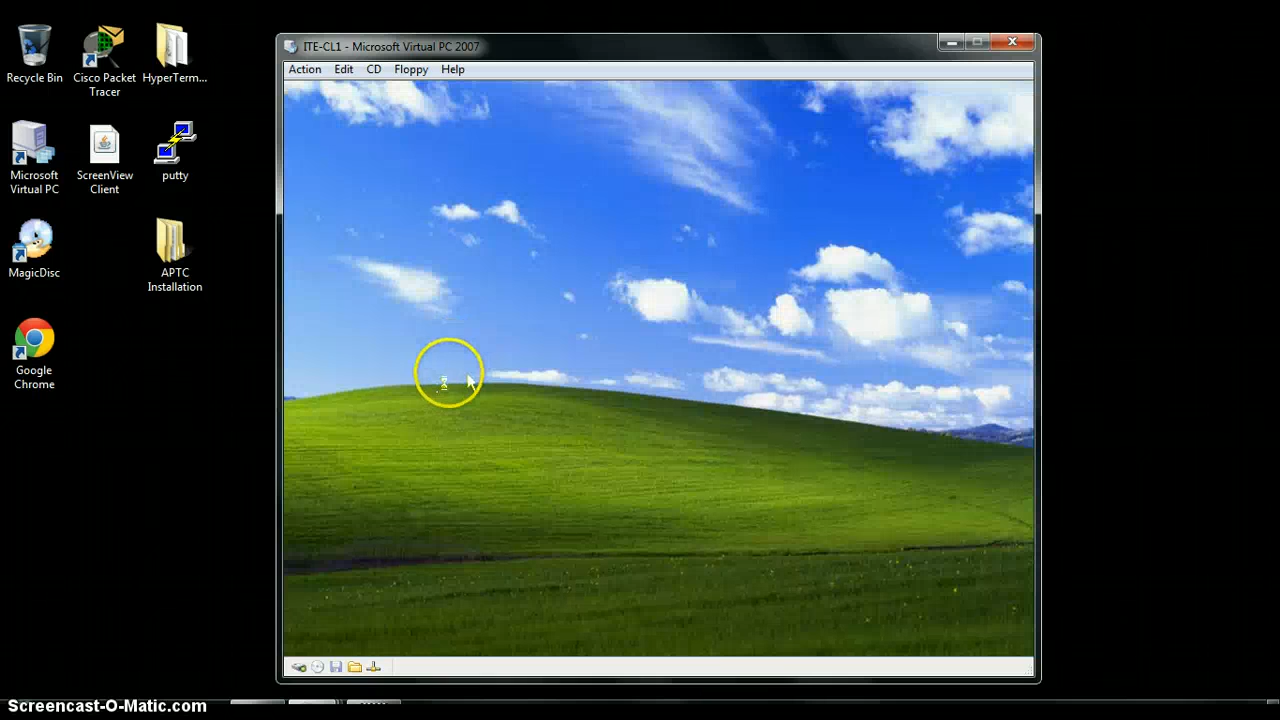 Recycle Bin
Cisco Packet
Tracer
HyperTerm...
Microsoft
Virtual PC
ScreenView
Client
putty
MagicDisc
APTC
Installation
Google
Chrome
ITE-CL1 - Microsoft Virtual PC 2007
Action Edit CD Floppy Help
Screencast-O-Matic.com